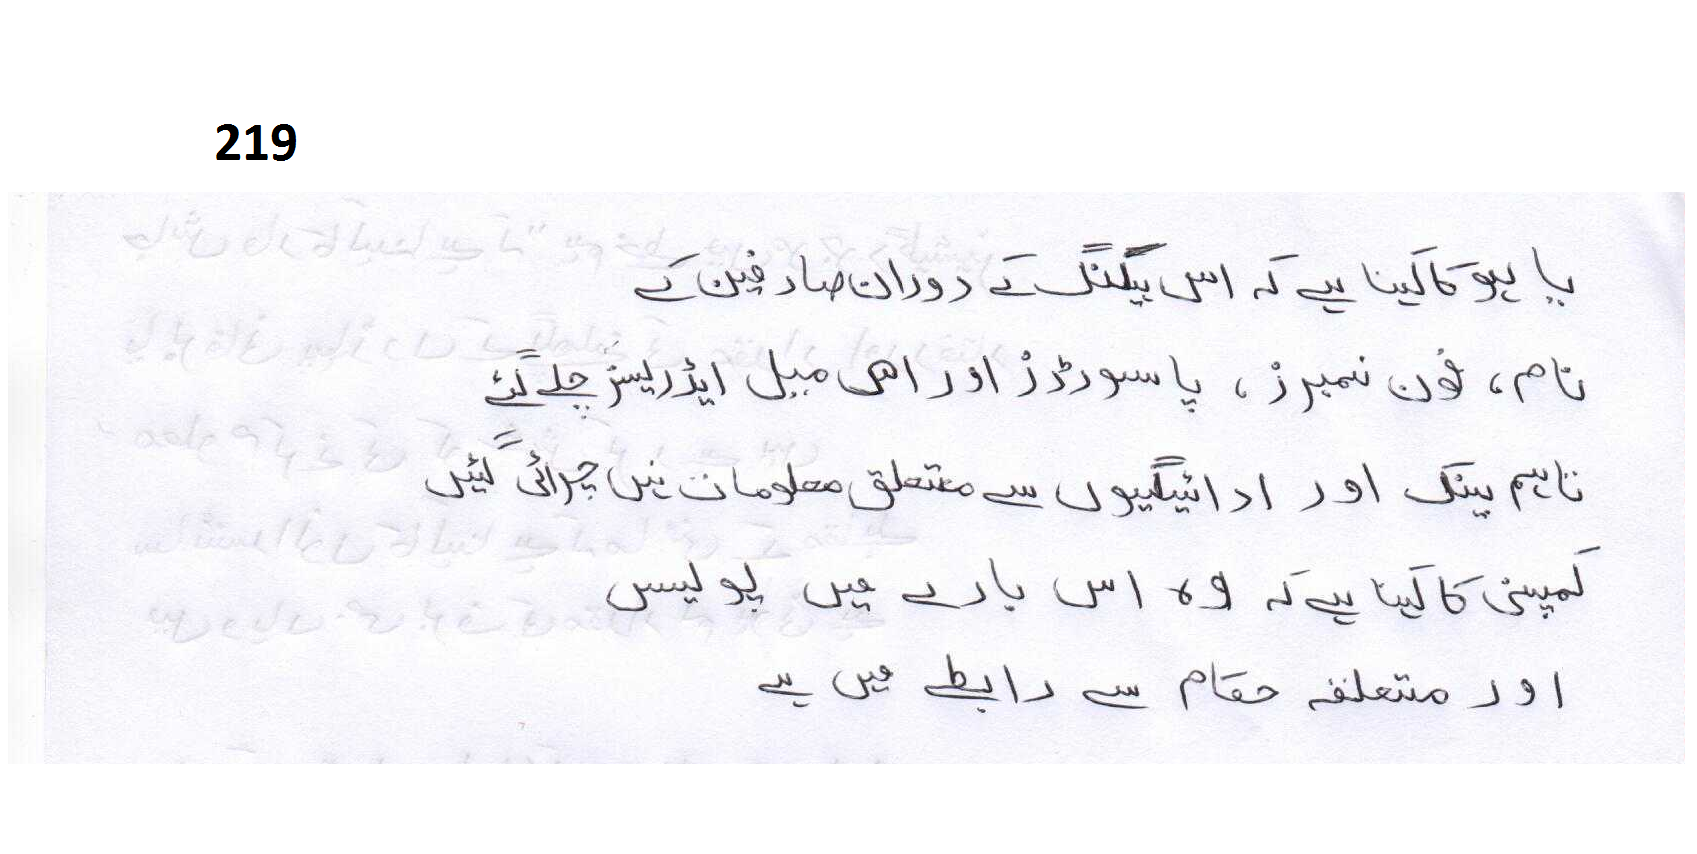 219
یاہو کا کہنا ہے کہ اس ہیکنگ کے دوران صارفین کے
نام، فون نمبرز، پاسورڈز اور ای میل ایڈریسز چلے گئے
تاہم بینک اور ادائیگیوں سے متعلق معلومات نہیں چرائی گئیں
کمپنی کا کہنا ہے کہ وہ اس بارے میں پولیس
اور متعلقہ حقام سے رابطے میں ہے